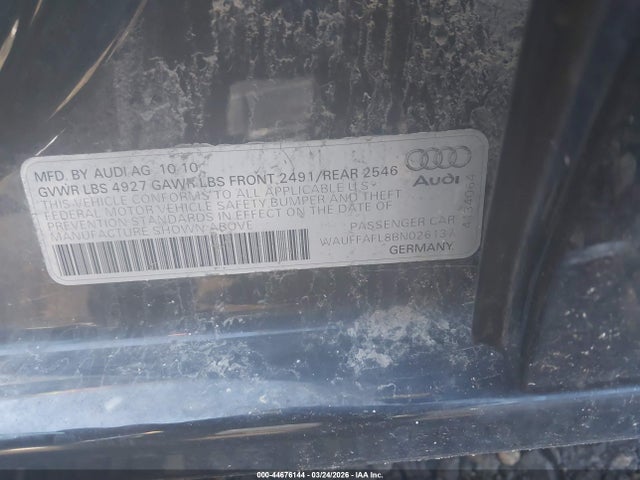 MFD. BY AUDI AG 10 10
GVWR LBS 4927 GAWR LBS FRONT 2491/REAR 2546
THIS VEHICLE CONFORMS TO ALL APPLICABLE U.S.
FEDERAL MOTOR VEHICLE SAFETY BUMPER AND THEFT
PREVENTION STANDARDS IN EFFECT ON THE DATE OF
MANUFACTURE SHOWN ABOVE
Audi
PASSENGER CAR
GERMANY
00-44676144 - 03/24/2026 - © IAA Inc.